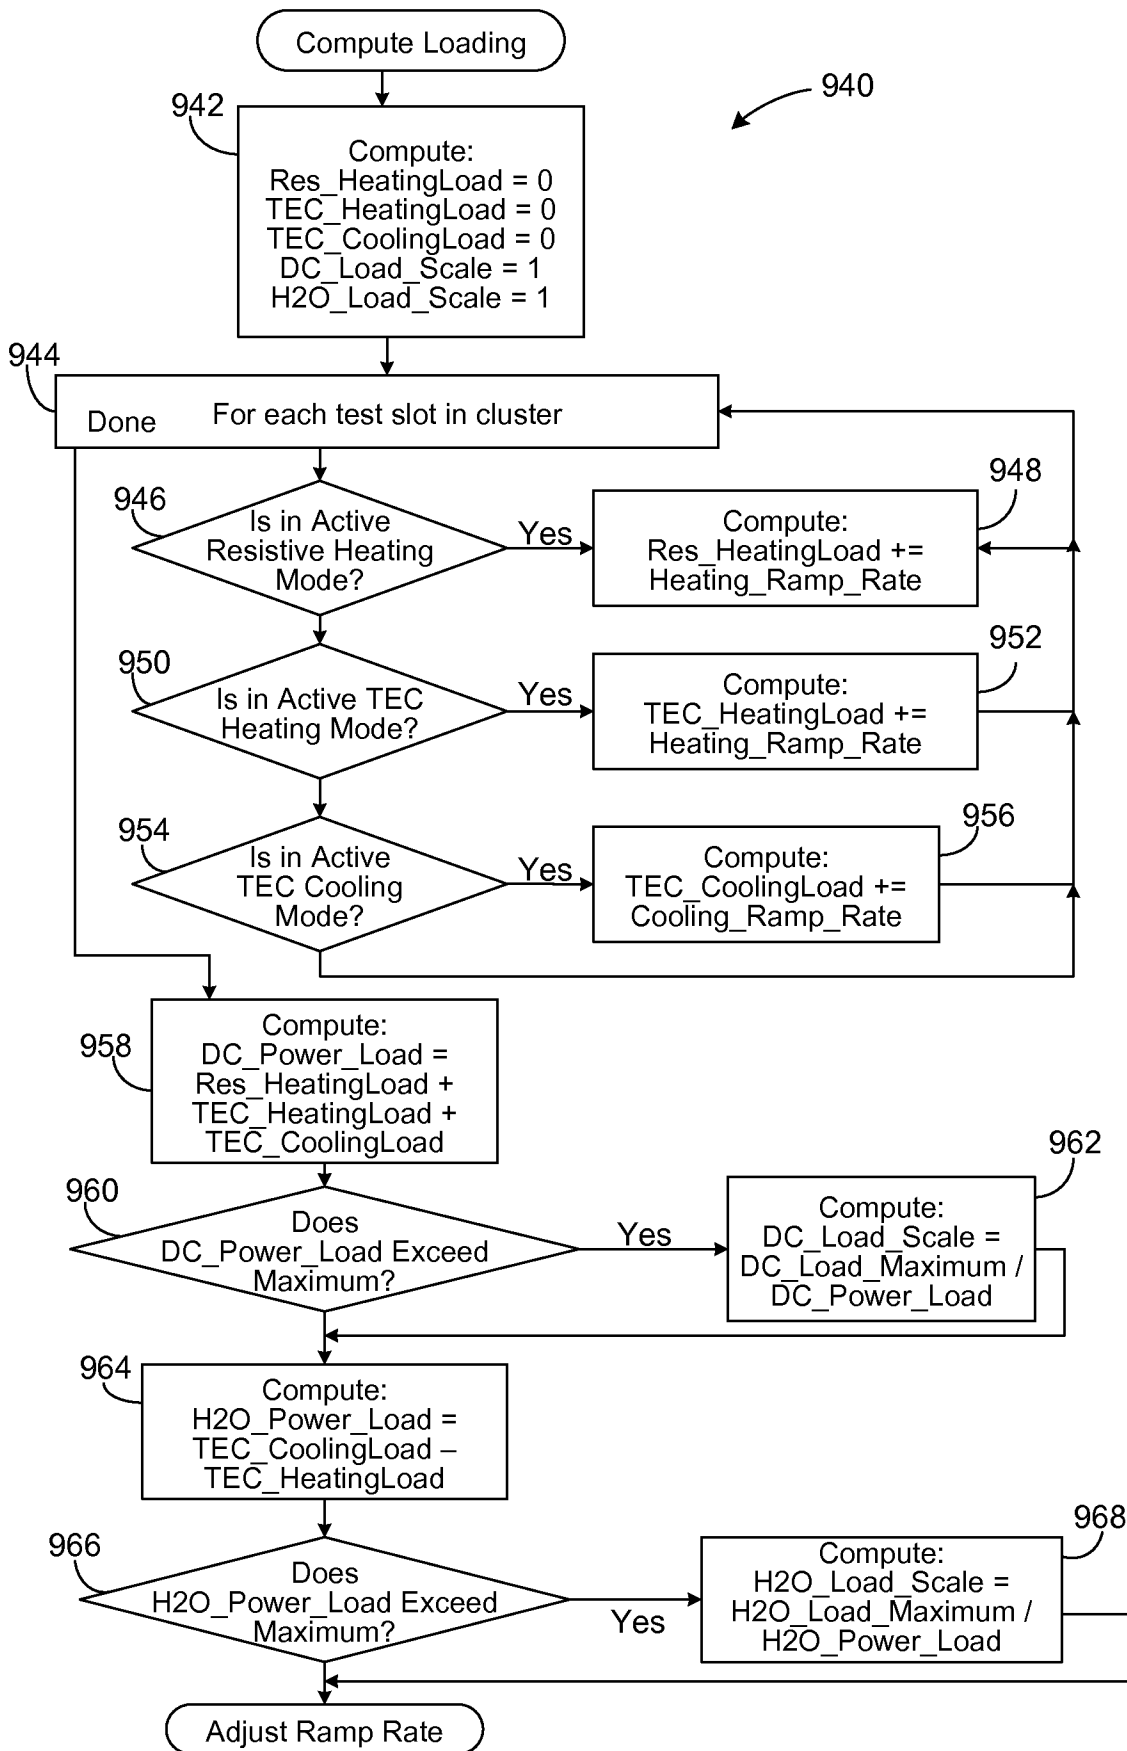 Compute Loading
940
942
Compute:
Res_HeatingLoad = 0
TEC_HeatingLoad = 0
TEC_CoolingLoad = 0
DC_Load_Scale = 1
H2O_Load_Scale = 1
944
Done
For each test slot in cluster
946
Is in Active
Resistive Heating
Mode?
Yes
948
Compute:
Res_HeatingLoad +=
Heating_Ramp_Rate
950
Is in Active TEC
Heating Mode?
Yes
952
Compute:
TEC_HeatingLoad +=
Heating_Ramp_Rate
954
Is in Active
TEC Cooling
Mode?
Yes
956
Compute:
TEC_CoolingLoad +=
Cooling_Ramp_Rate
958
Compute:
DC_Power_Load =
Res_HeatingLoad +
TEC_HeatingLoad +
TEC_CoolingLoad
960
Does
DC_Power_Load Exceed
Maximum?
Yes
962
Compute:
DC_Load_Scale =
DC_Load_Maximum /
DC_Power_Load
964
Compute:
H2O_Power_Load =
TEC_CoolingLoad –
TEC_HeatingLoad
966
Does
H2O_Power_Load Exceed
Maximum?
Yes
968
Compute:
H2O_Load_Scale =
H2O_Load_Maximum /
H2O_Power_Load
Adjust Ramp Rate